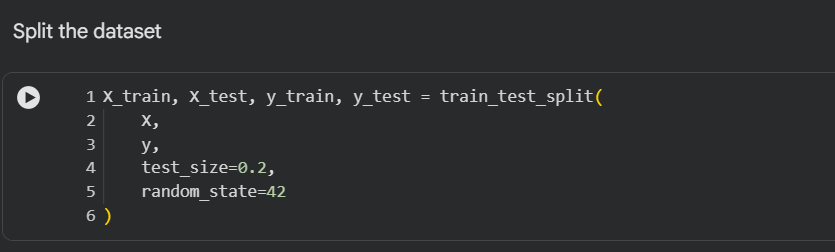 Split the dataset
1 X_train, X_test, y_train, y_test = train_test_split(
2     X,
3     y,
4     test_size=0.2,
5     random_state=42
6 )